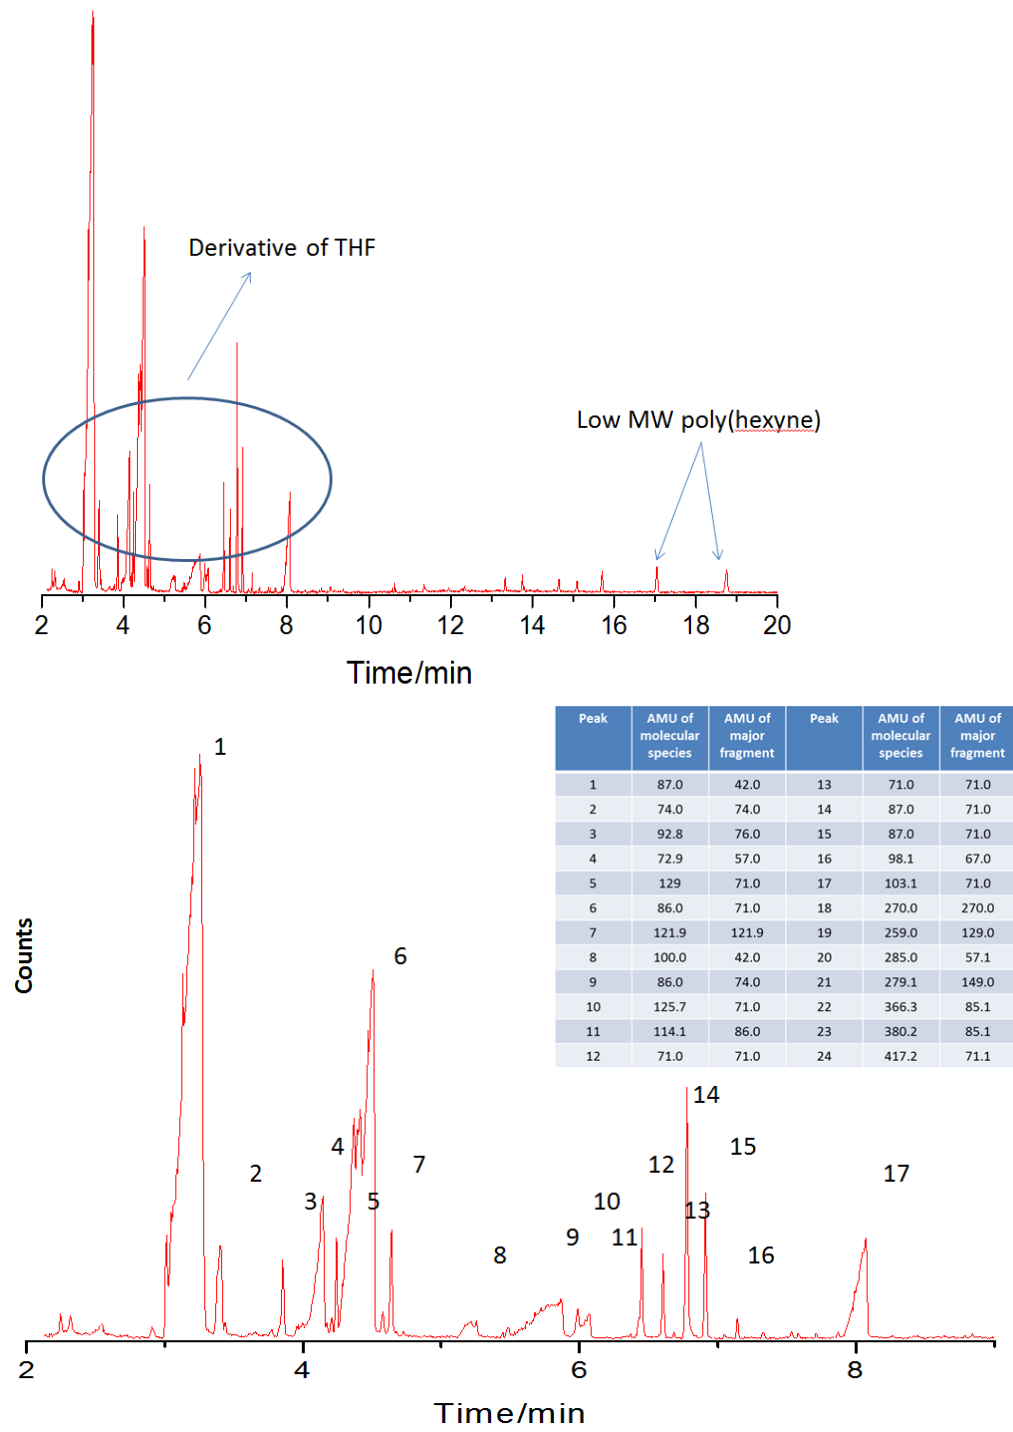 Derivative of THF
Low MW poly(hexyne)
2 4 6 8 10 12 14 16 18 20
Time/min
Peak AMU of molecular species AMU of major fragment Peak AMU of molecular species AMU of major fragment
1 87.0 42.0 13 71.0 71.0
2 74.0 74.0 14 87.0 71.0
3 92.8 76.0 15 87.0 71.0
4 72.9 57.0 16 98.1 67.0
5 129 71.0 17 103.1 71.0
6 86.0 71.0 18 270.0 270.0
7 121.9 121.9 19 259.0 129.0
8 100.0 42.0 20 285.0 57.1
9 86.0 74.0 21 279.1 149.0
10 125.7 71.0 22 366.3 85.1
11 114.1 86.0 23 380.2 85.1
12 71.0 71.0 24 417.2 71.1
Counts
1
2
3
4
5
6
7
8
9
10
11
12
13
14
15
16
17
2 4 6 8
Time/min